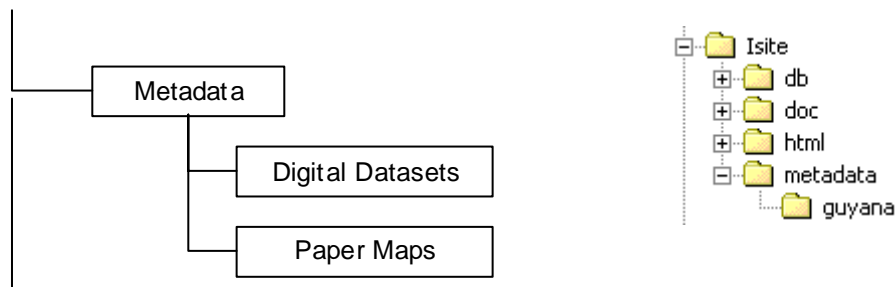 Metadata
Digital Datasets
Paper Maps
Isite
db
doc
html
metadata
guyana